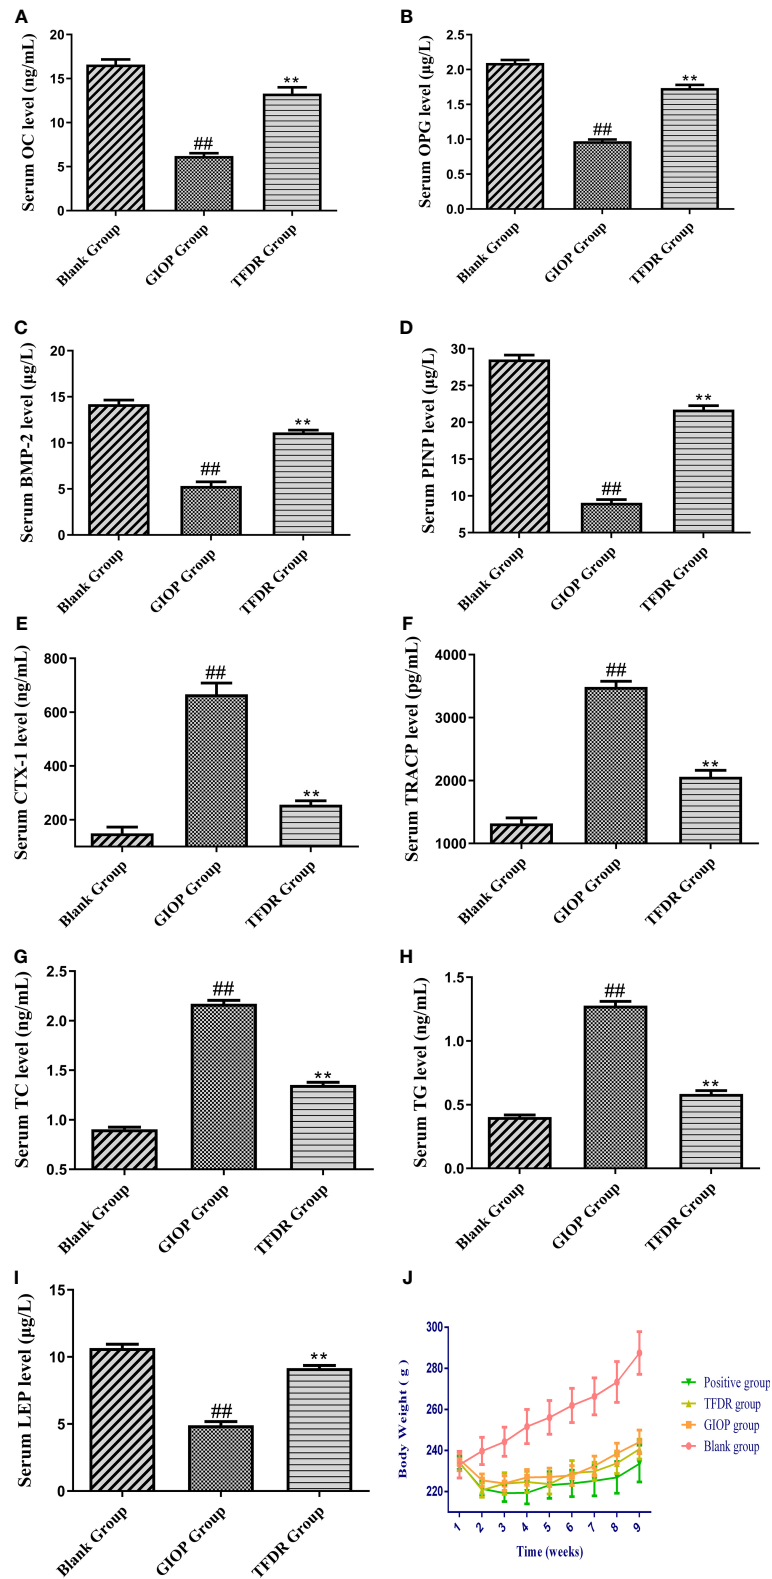 A
Serum OC level (ng/mL)
20
15
10
5
0
##
**
Blank Group
GIOP Group
TFDR Group
B
Serum OPG level (μg/L)
2.5
2.0
1.5
1.0
0.5
0.0
##
**
Blank Group
GIOP Group
TFDR Group
C
Serum BMP-2 level (μg/L)
20
15
10
5
0
##
**
Blank Group
GIOP Group
TFDR Group
D
Serum PINP level (μg/L)
30
25
20
15
10
5
##
**
Blank Group
GIOP Group
TFDR Group
E
Serum CTX-1 level (ng/mL)
800
600
400
200
##
**
Blank Group
GIOP Group
TFDR Group
F
Serum TRACP level (pg/mL)
4000
3000
2000
1000
##
**
Blank Group
GIOP Group
TFDR Group
G
Serum TC level (ng/mL)
2.5
2.0
1.5
1.0
0.5
##
**
Blank Group
GIOP Group
TFDR Group
H
Serum TG level (ng/mL)
1.5
1.0
0.5
0.0
##
**
Blank Group
GIOP Group
TFDR Group
I
Serum LEP level (μg/L)
15
10
5
0
##
**
Blank Group
GIOP Group
TFDR Group
J
Body Weight ( g )
300
280
260
240
220
1 2 3 4 5 6 7 8 9
Time (weeks)
Positive group
TFDR group
GIOP group
Blank group